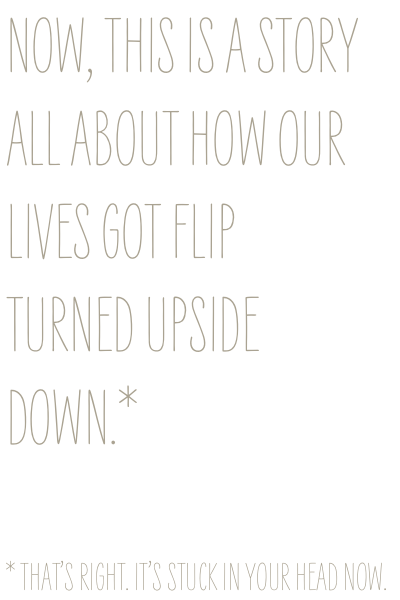 NOW, THIS IS A STORY
ALL ABOUT HOW OUR
LIVES GOT FLIP
TURNED UPSIDE
DOWN.*
* THAT'S RIGHT. IT'S STUCK IN YOUR HEAD NOW.